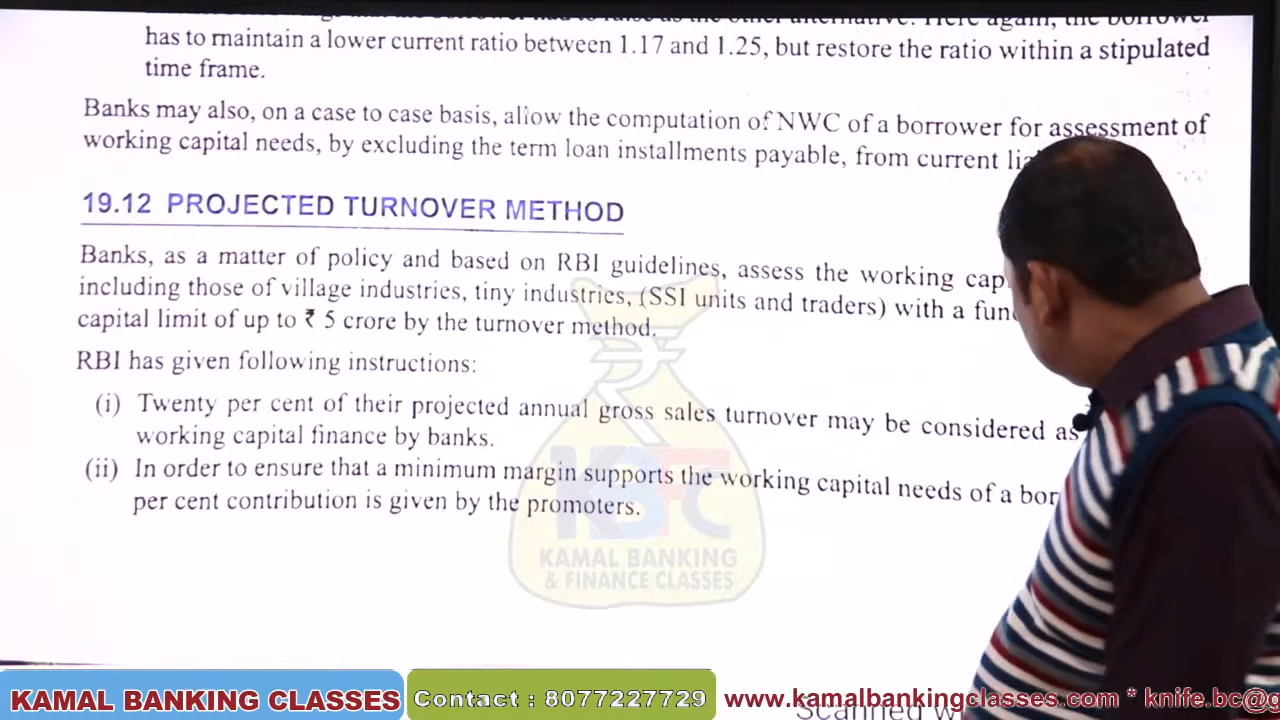 has to maintain a lower current ratio between 1.17 and 1.25, but restore the ratio within a stipulated
time frame.
Banks may also, on a case to case basis, allow the computation of NWC of a borrower for assessment of
working capital needs, by excluding the term loan installments payable, from current
19.12 PROJECTED TURNOVER METHOD
Banks, as a matter of policy and based on RBI guidelines, assess the working
including those of village industries, tiny industries, (SSI units and traders) with a
capital limit of up to ₹ 5 crore by the turnover method.
RBI has given following instructions:
(i) Twenty per cent of their projected annual gross sales turnover may be considered as
working capital finance by banks.
(ii) In order to ensure that a minimum margin supports the working capital needs of a
per cent contribution is given by the promoters.
KBFC
KAMAL BANKING
& FINANCE CLASSES
Scanned
KAMAL BANKING CLASSES
Contact : 8077227729
www.kamalbankingclasses.com * knife.bc@g